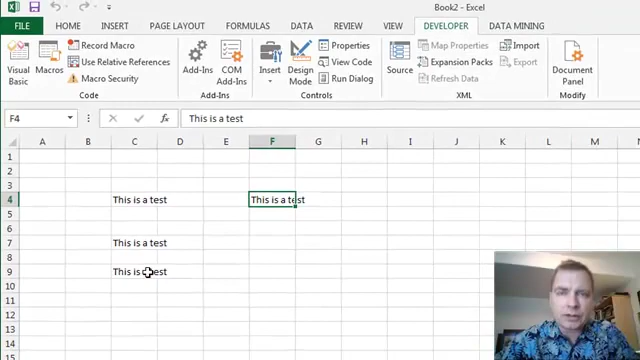 Book2 - Excel
FILE HOME INSERT PAGE LAYOUT FORMULAS DATA REVIEW VIEW DEVELOPER DATA MINING
Visual Basic
Macros
Record Macro
Use Relative References
Macro Security
Code
Add-Ins
COM Add-Ins
Add-Ins
Insert
Design Mode
Properties
View Code
Run Dialog
Controls
Source
Map Properties
Expansion Packs
Refresh Data
Import
XML
Document Panel
Modify
F4 fx This is a test
A B C D E F G H I J K L M
1
2
3
4 This is a test This is a test
5
6
7 This is a test
8
9 This is a test
10
11
12
13
14
15